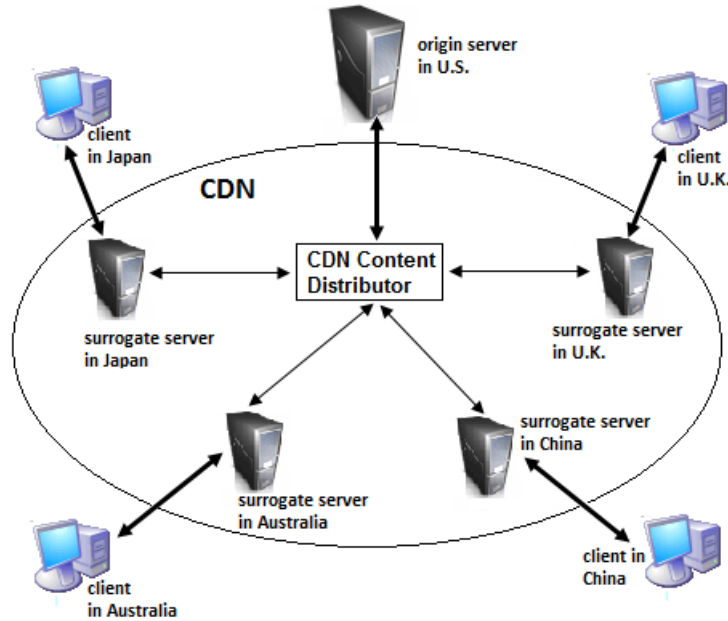 origin server
in U.S.
client
in Japan
client
in U.K.
CDN
CDN Content
Distributor
surrogate server
in Japan
surrogate server
in U.K.
surrogate server
in China
surrogate server
in Australia
client in
China
client
in Australia